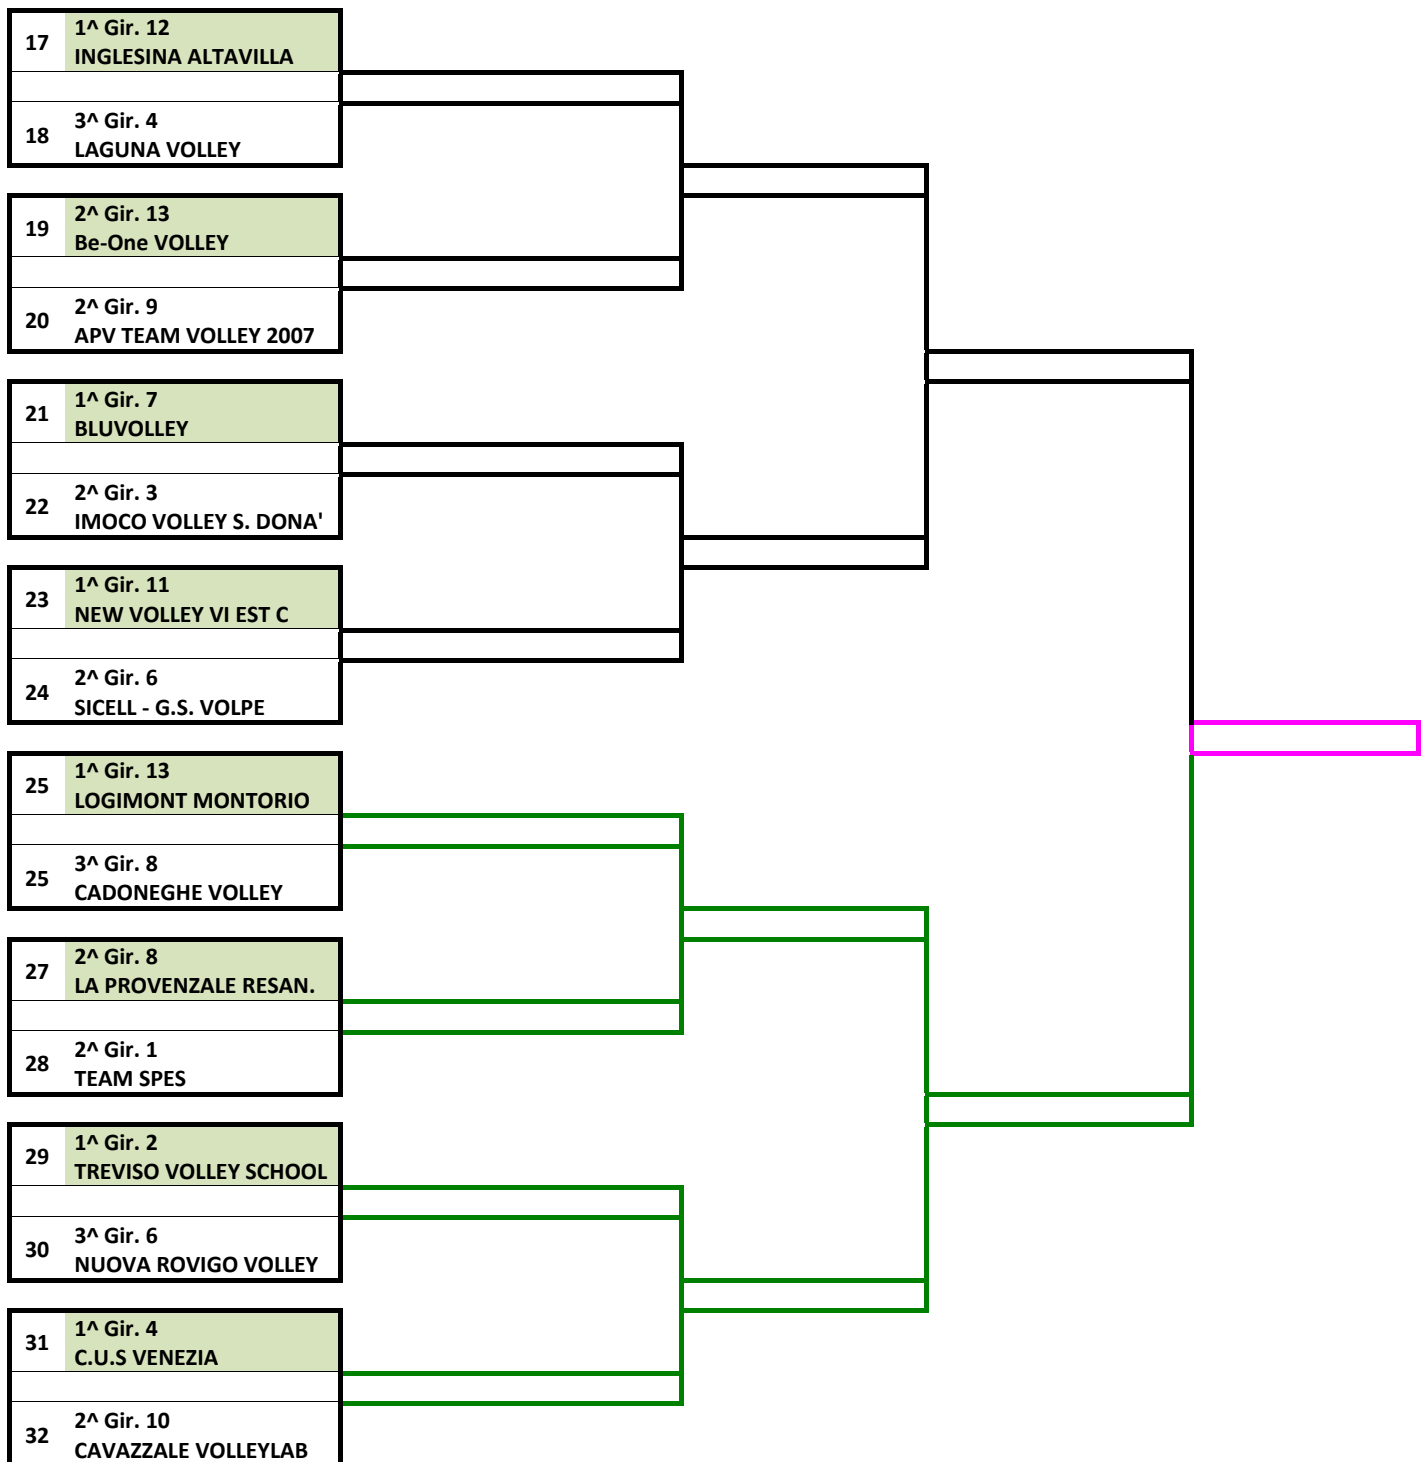 17
1^ Gir. 12
INGLESINA ALTAVILLA
18
3^ Gir. 4
LAGUNA VOLLEY
19
2^ Gir. 13
Be-One VOLLEY
20
2^ Gir. 9
APV TEAM VOLLEY 2007
21
1^ Gir. 7
BLUVOLLEY
22
2^ Gir. 3
IMOCO VOLLEY S. DONA'
23
1^ Gir. 11
NEW VOLLEY VI EST C
24
2^ Gir. 6
SICELL - G.S. VOLPE
25
1^ Gir. 13
LOGIMONT MONTORIO
25
3^ Gir. 8
CADONEGHE VOLLEY
27
2^ Gir. 8
LA PROVENZALE RESAN.
28
2^ Gir. 1
TEAM SPES
29
1^ Gir. 2
TREVISO VOLLEY SCHOOL
30
3^ Gir. 6
NUOVA ROVIGO VOLLEY
31
1^ Gir. 4
C.U.S VENEZIA
32
2^ Gir. 10
CAVAZZALE VOLLEYLAB